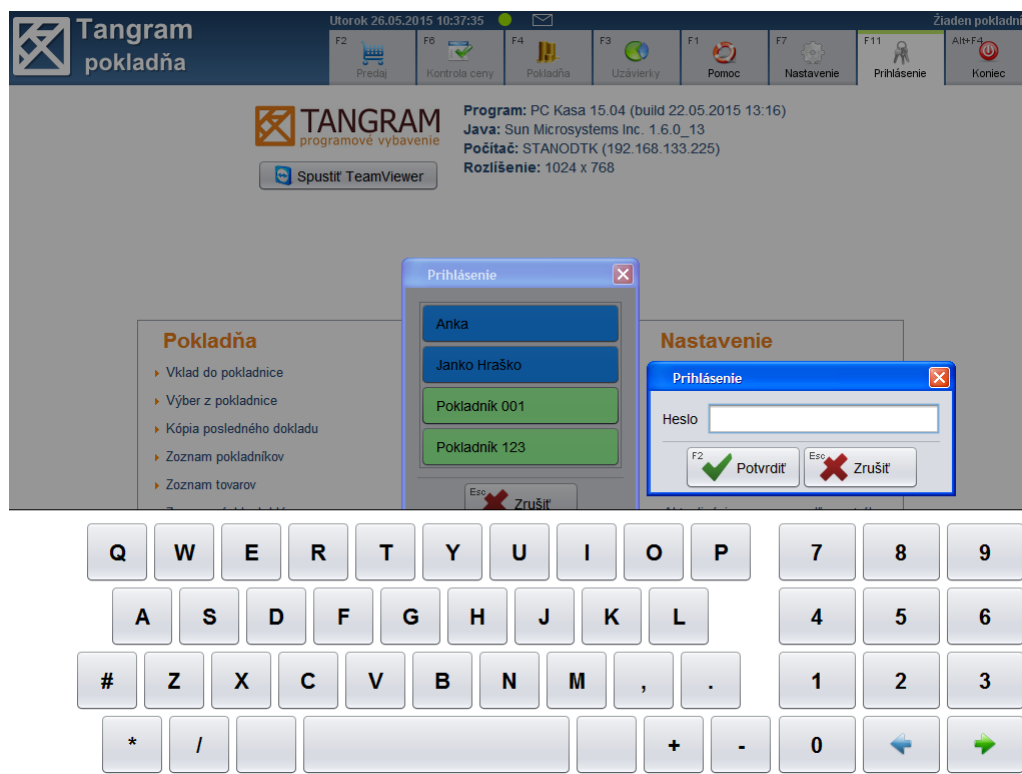 Tangram
pokladňa
Utorok 26.05.2015 10:37:35
Žiaden pokladní
F2 Predaj
F6 Kontrola ceny
F4 Pokladňa
F3 Uzávierky
F1 Pomoc
F7 Nastavenie
F11 Prihlásenie
Alt+F4 Koniec
TANGRAM
programové vybavenie
Spustiť TeamViewer
Program: PC Kasa 15.04 (build 22.05.2015 13:16)
Java: Sun Microsystems Inc. 1.6.0_13
Počítač: STANODTK (192.168.133.225)
Rozlíšenie: 1024 x 768
Pokladňa
Vklad do pokladnice
Výber z pokladnice
Kópia posledného dokladu
Zoznam pokladníkov
Zoznam tovarov
Prihlásenie
Anka
Janko Hraško
Pokladník 001
Pokladník 123
Esc Zrušiť
Nastavenie
Prihlásenie
Heslo
F2 Potvrdiť
Esc Zrušiť
Q W E R T Y U I O P 7 8 9
A S D F G H J K L 4 5 6
# Z X C V B N M , . 1 2 3
* / + - 0